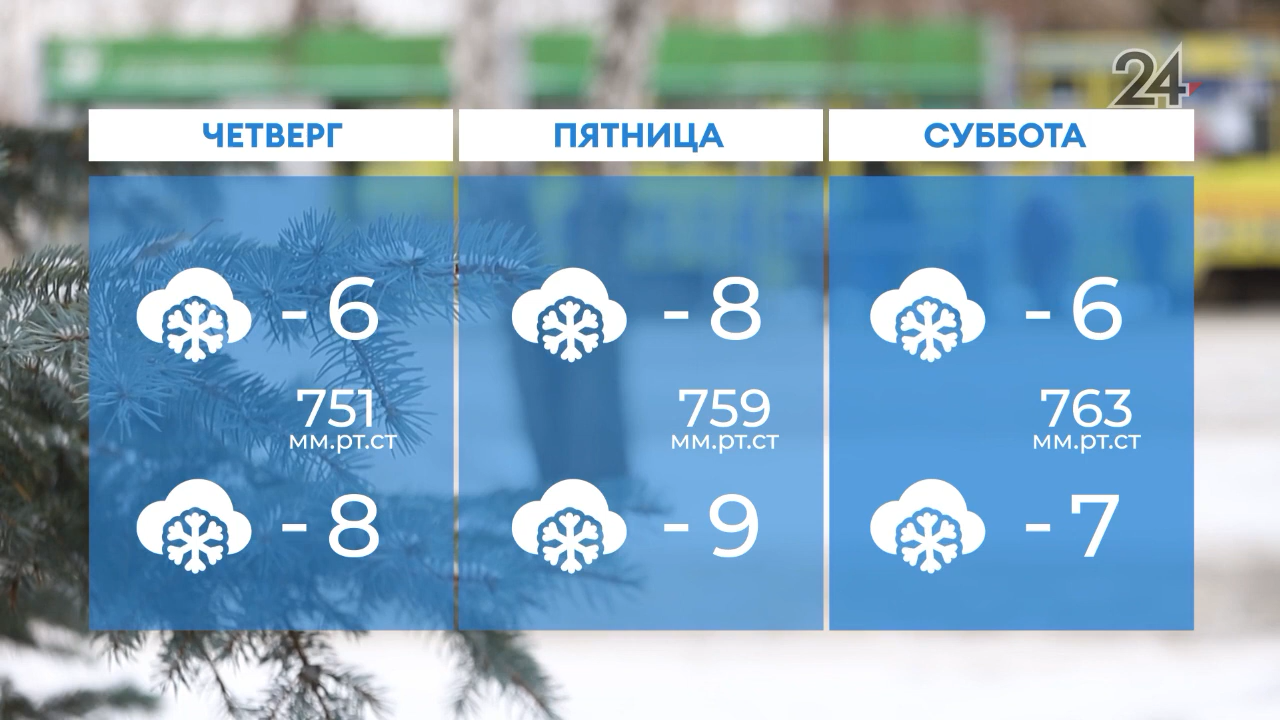 24
ЧЕТВЕРГ
-6
751
мм.рт.ст
-8
ПЯТНИЦА
-8
759
мм.рт.ст
-9
СУББОТА
-6
763
мм.рт.ст
-7